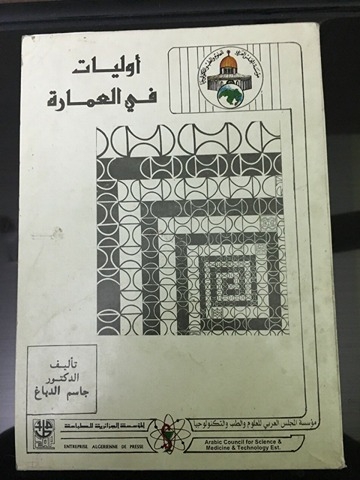 أوليات
في العمارة
تأليف
الدكتور
جاسم الدباغ
مؤسسة المجلس العربي للعلوم والطب والتكنولوجيا
المؤسسة الجزائرية للطباعة
ENTREPRISE ALGERIENNE DE PRESSE
Arabic Council for Science &
Medicine & Technology Est.